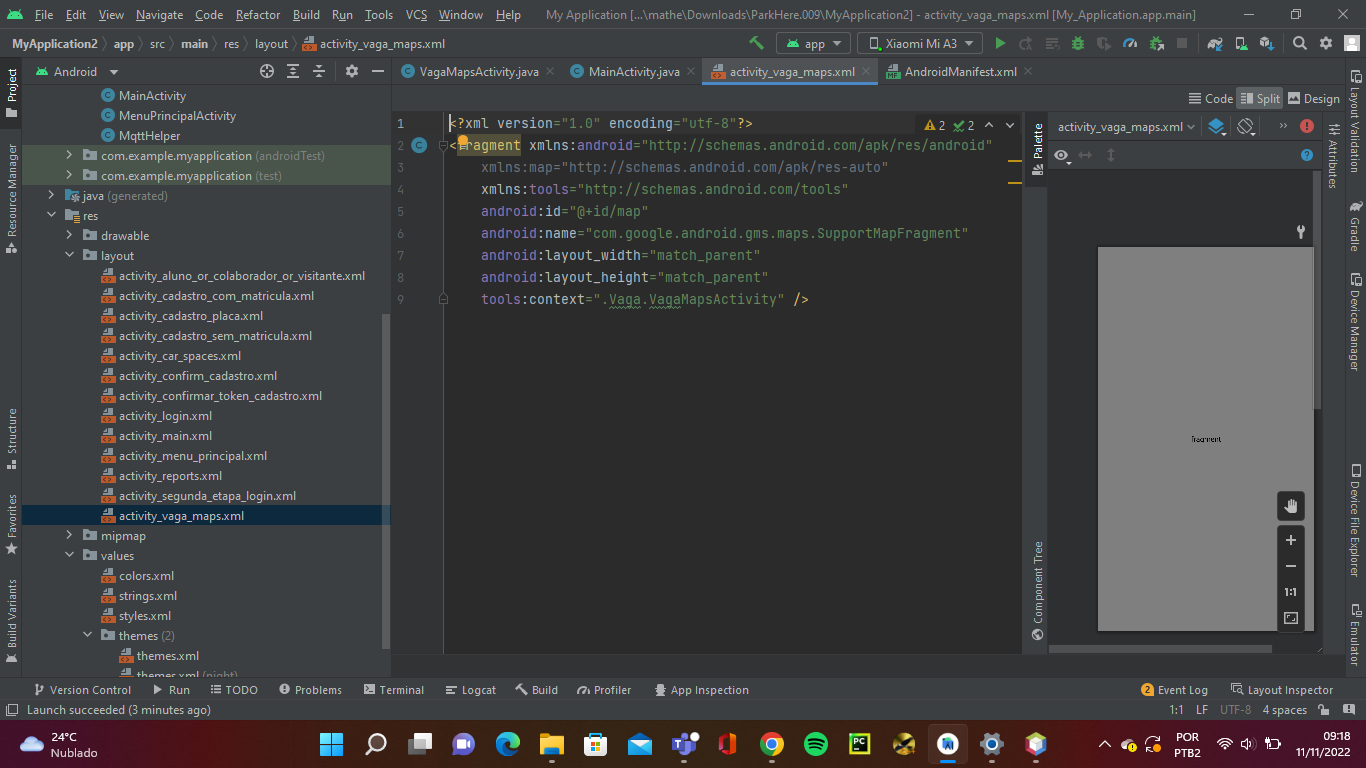 File Edit View Navigate Code Refactor Build Run Tools VCS Window Help My Application [...\mathe\Downloads\ParkHere.009\MyApplication2] - activity_vaga_maps.xml [My_Application.app.main]
MyApplication2 app src main res layout activity_vaga_maps.xml app Xiaomi Mi A3
Android
VagaMapsActivity.java MainActivity.java activity_vaga_maps.xml AndroidManifest.xml
Code Split Design
Project
Resource Manager
Structure
Favorites
Build Variants
MainActivity
MenuPrincipalActivity
MqttHelper
com.example.myapplication (androidTest)
com.example.myapplication (test)
java (generated)
res
drawable
layout
activity_aluno_or_colaborador_or_visitante.xml
activity_cadastro_com_matricula.xml
activity_cadastro_placa.xml
activity_cadastro_sem_matricula.xml
activity_car_spaces.xml
activity_confirm_cadastro.xml
activity_confirmar_token_cadastro.xml
activity_login.xml
activity_main.xml
activity_menu_principal.xml
activity_reports.xml
activity_segunda_etapa_login.xml
activity_vaga_maps.xml
mipmap
values
colors.xml
strings.xml
styles.xml
themes (2)
themes.xml
themes.xml (night)
1 <?xml version="1.0" encoding="utf-8"?>
2 <fragment xmlns:android="http://schemas.android.com/apk/res/android"
3 xmlns:map="http://schemas.android.com/apk/res-auto"
4 xmlns:tools="http://schemas.android.com/tools"
5 android:id="@+id/map"
6 android:name="com.google.android.gms.maps.SupportMapFragment"
7 android:layout_width="match_parent"
8 android:layout_height="match_parent"
9 tools:context=".Vaga.VagaMapsActivity" />
2 2
Palette
Component Tree
activity_vaga_maps.xml
fragment
1:1
Layout Validation
Attributes
Gradle
Device Manager
Device File Explorer
Emulator
Version Control Run TODO Problems Terminal Logcat Build Profiler App Inspection 2 Event Log Layout Inspector
Launch succeeded (3 minutes ago) 1:1 LF UTF-8 4 spaces
24°C
Nublado
POR
PTB2
09:18
11/11/2022